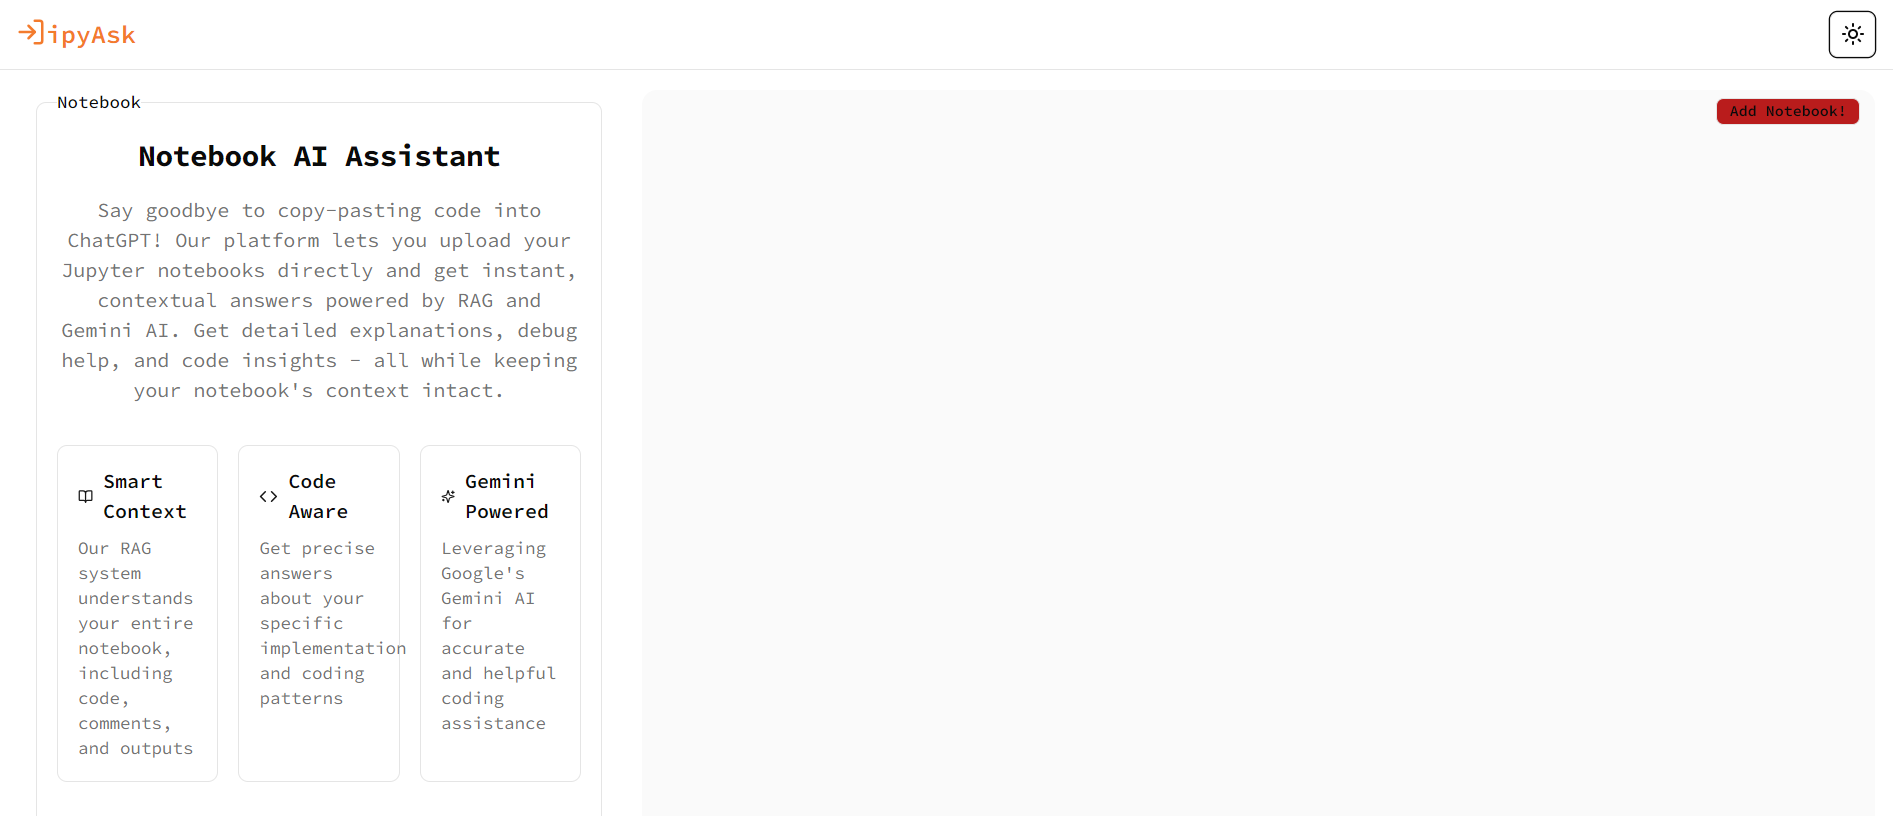 ipyAsk
Notebook
Notebook AI Assistant
Say goodbye to copy-pasting code into
ChatGPT! Our platform lets you upload your
Jupyter notebooks directly and get instant,
contextual answers powered by RAG and
Gemini AI. Get detailed explanations, debug
help, and code insights - all while keeping
your notebook's context intact.
Smart
Context
Our RAG
system
understands
your entire
notebook,
including
code,
comments,
and outputs
Code
Aware
Get precise
answers
about your
specific
implementation
and coding
patterns
Gemini
Powered
Leveraging
Google's
Gemini AI
for
accurate
and helpful
coding
assistance
Add Notebook!